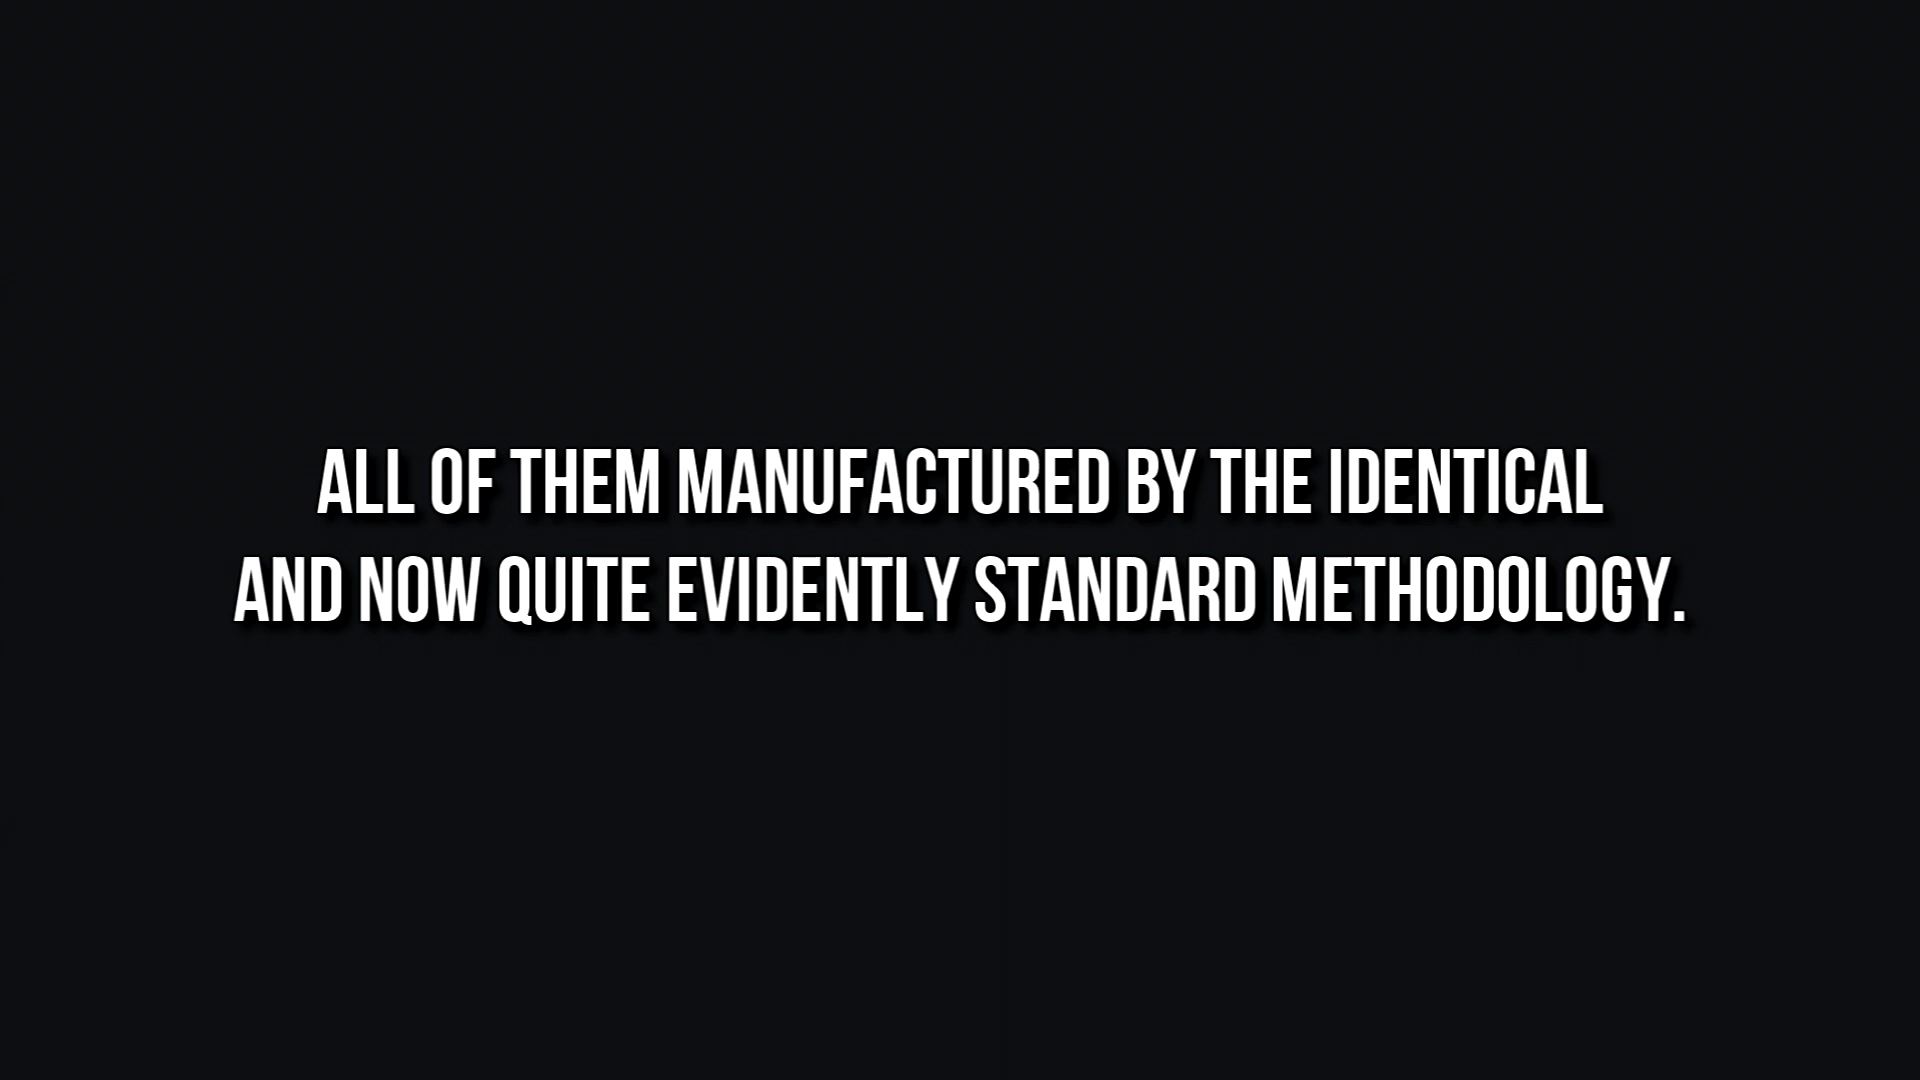 ALL OF THEM MANUFACTURED BY THE IDENTICAL
AND NOW QUITE EVIDENTLY STANDARD METHODOLOGY.